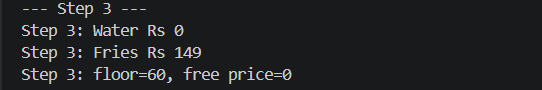 --- Step 3 ---
Step 3: Water Rs 0
Step 3: Fries Rs 149
Step 3: floor=60, free price=0